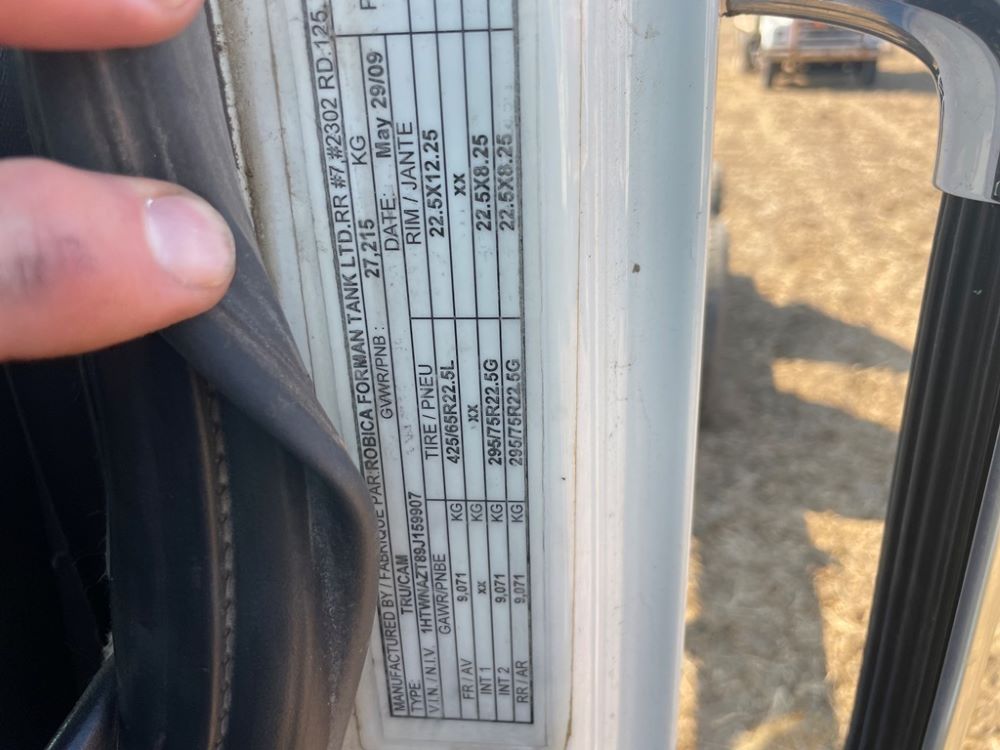 MANUFACTURED BY / FABRIQUE PAR: ROBICA FORMAN TANK LTD. RR #7, #2302 RD.125.
TYPE: TRU/CAM GVWR/PNB : 27,215 KG
V.I.N. / N.I.V. 1HTWNAZT89J159907 DATE: May 29/09
GAWR/PNBE TIRE / PNEU RIM / JANTE
FR / AV 9,071 KG 425/65R22.5L 22.5X12.25
INT 1 xx KG xx xx
INT 2 9,071 KG 295/75R22.5G 22.5X8.25
RR / AR 9,071 KG 295/75R22.5G 22.5X8.25